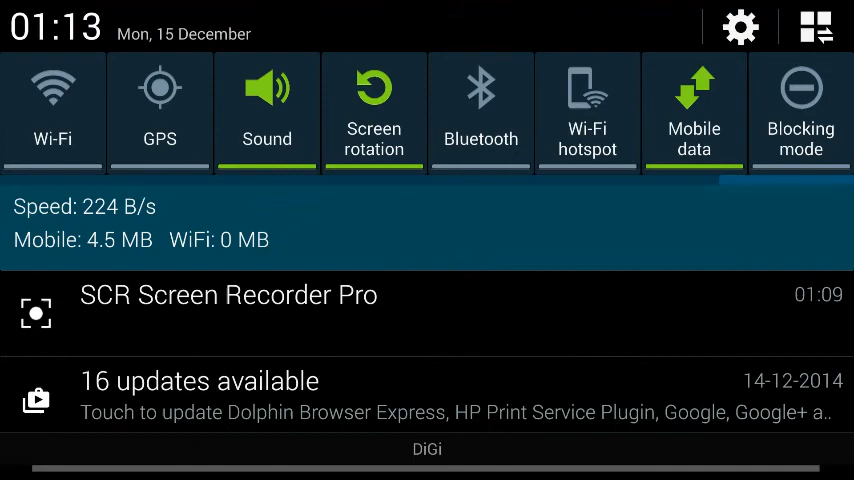 01:13 Mon, 15 December
Wi-Fi
GPS
Sound
Screen
rotation
Bluetooth
Wi-Fi
hotspot
Mobile
data
Blocking
mode
Speed: 224 B/s
Mobile: 4.5 MB WiFi: 0 MB
SCR Screen Recorder Pro 01:09
16 updates available 14-12-2014
Touch to update Dolphin Browser Express, HP Print Service Plugin, Google, Google+ a..
DiGi